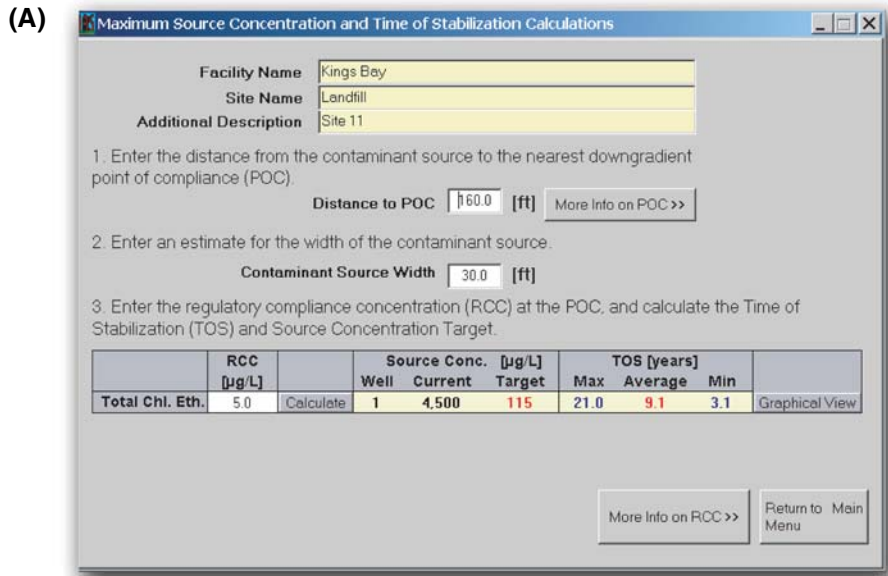 (A)
Maximum Source Concentration and Time of Stabilization Calculations
Facility Name Kings Bay
Site Name Landfill
Additional Description Site 11
1. Enter the distance from the contaminant source to the nearest downgradient
point of compliance (POC).
Distance to POC 160.0 [ft] More Info on POC >>
2. Enter an estimate for the width of the contaminant source.
Contaminant Source Width 30.0 [ft]
3. Enter the regulatory compliance concentration (RCC) at the POC, and calculate the Time of
Stabilization (TOS) and Source Concentration Target.
RCC Source Conc. [µg/L] TOS [years]
[µg/L] Well Current Target Max Average Min
Total Chl. Eth. 5.0 Calculate 1 4,500 115 21.0 9.1 3.1 Graphical View
More Info on RCC >>
Return to Main
Menu